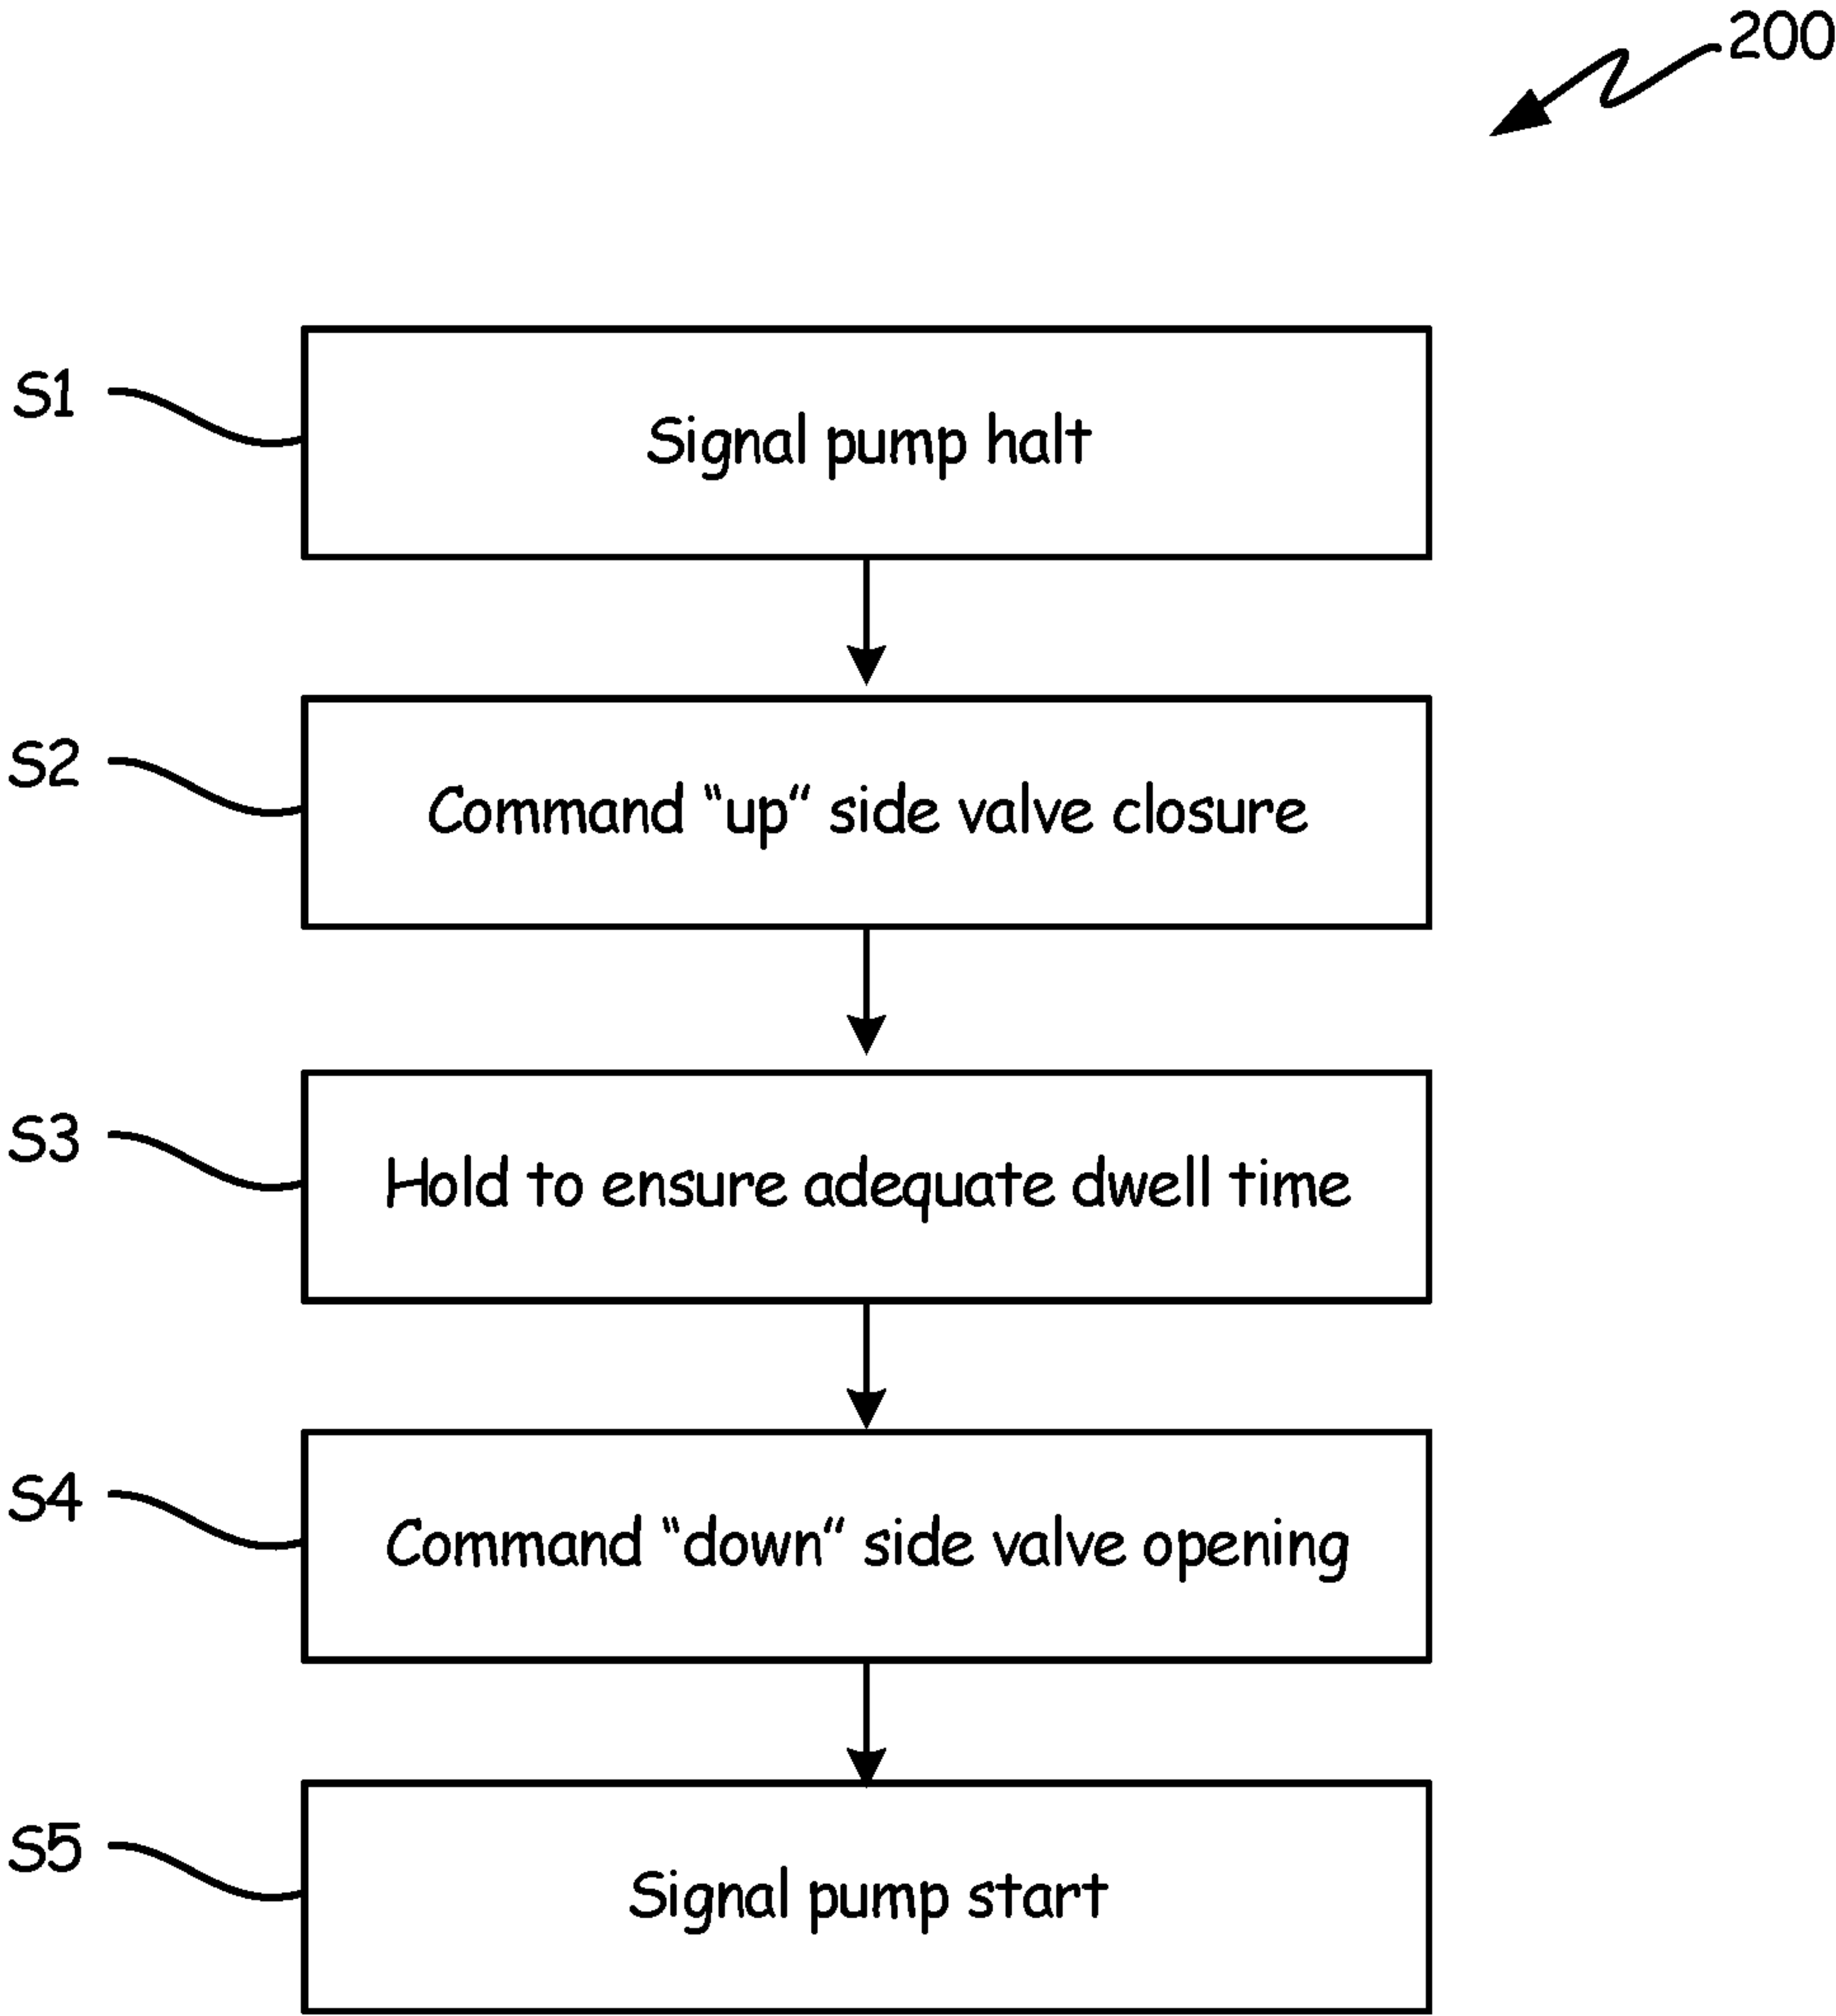 200
S1
Signal pump halt
S2
Command “up“ side valve closure
S3
Hold to ensure adequate dwell time
S4
Command “down“ side valve opening
S5
Signal pump start